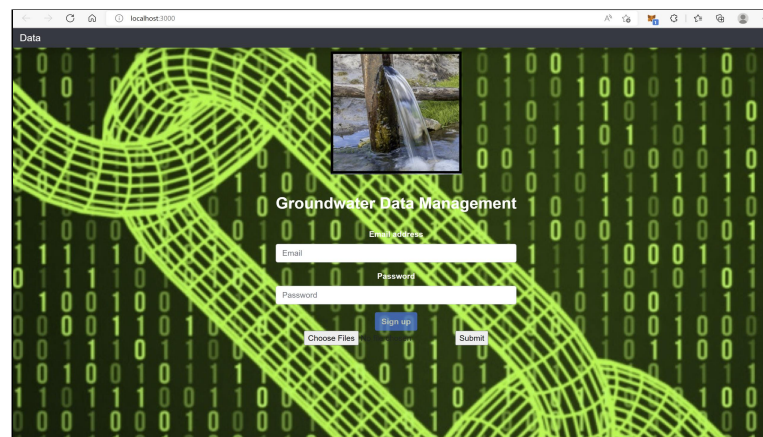 localhost:3000
Data
Groundwater Data Management
Email address
Email
Password
Password
Sign up
Choose Files
Submit